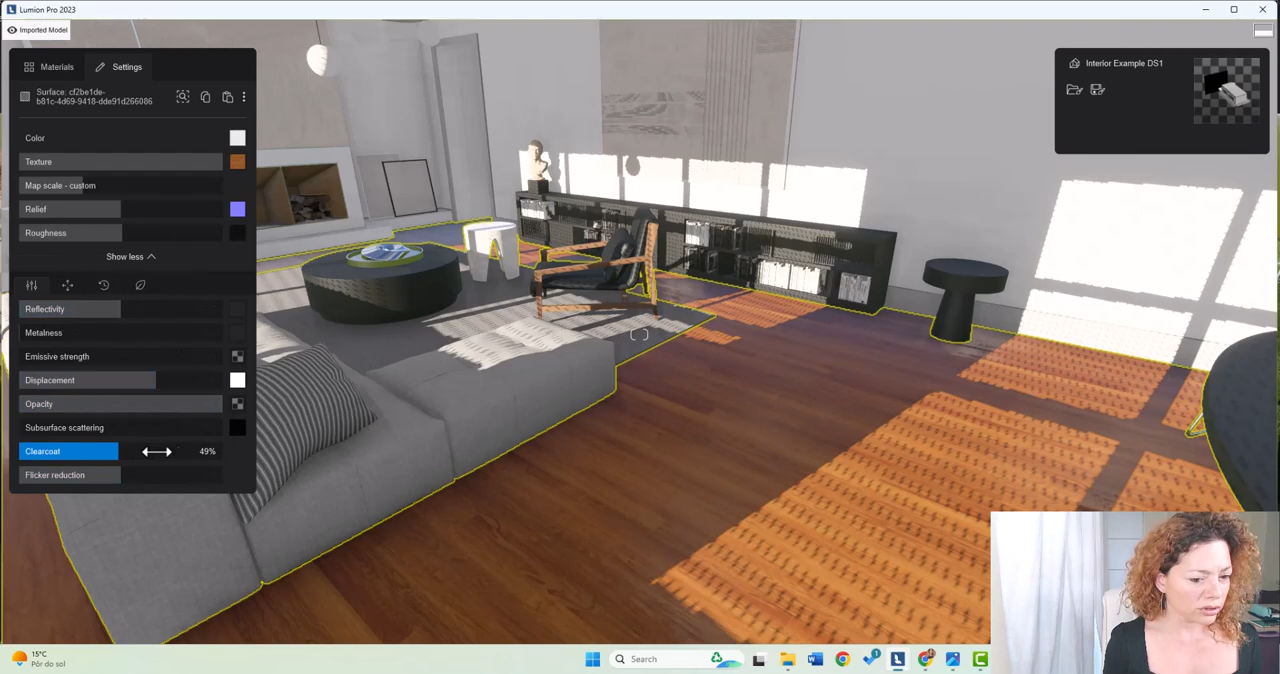 Lumion Pro 2023
Imported Model
Materials
Settings
Surface: cf2be1de-
b81c-4d69-9418-dde91d266086
Color
Texture
Map scale - custom
Relief
Roughness
Show less
Reflectivity
Metalness
Emissive strength
Displacement
Opacity
Subsurface scattering
Clearcoat 49%
Flicker reduction
Interior Example DS1
15°C
Pôr do sol
Search
1